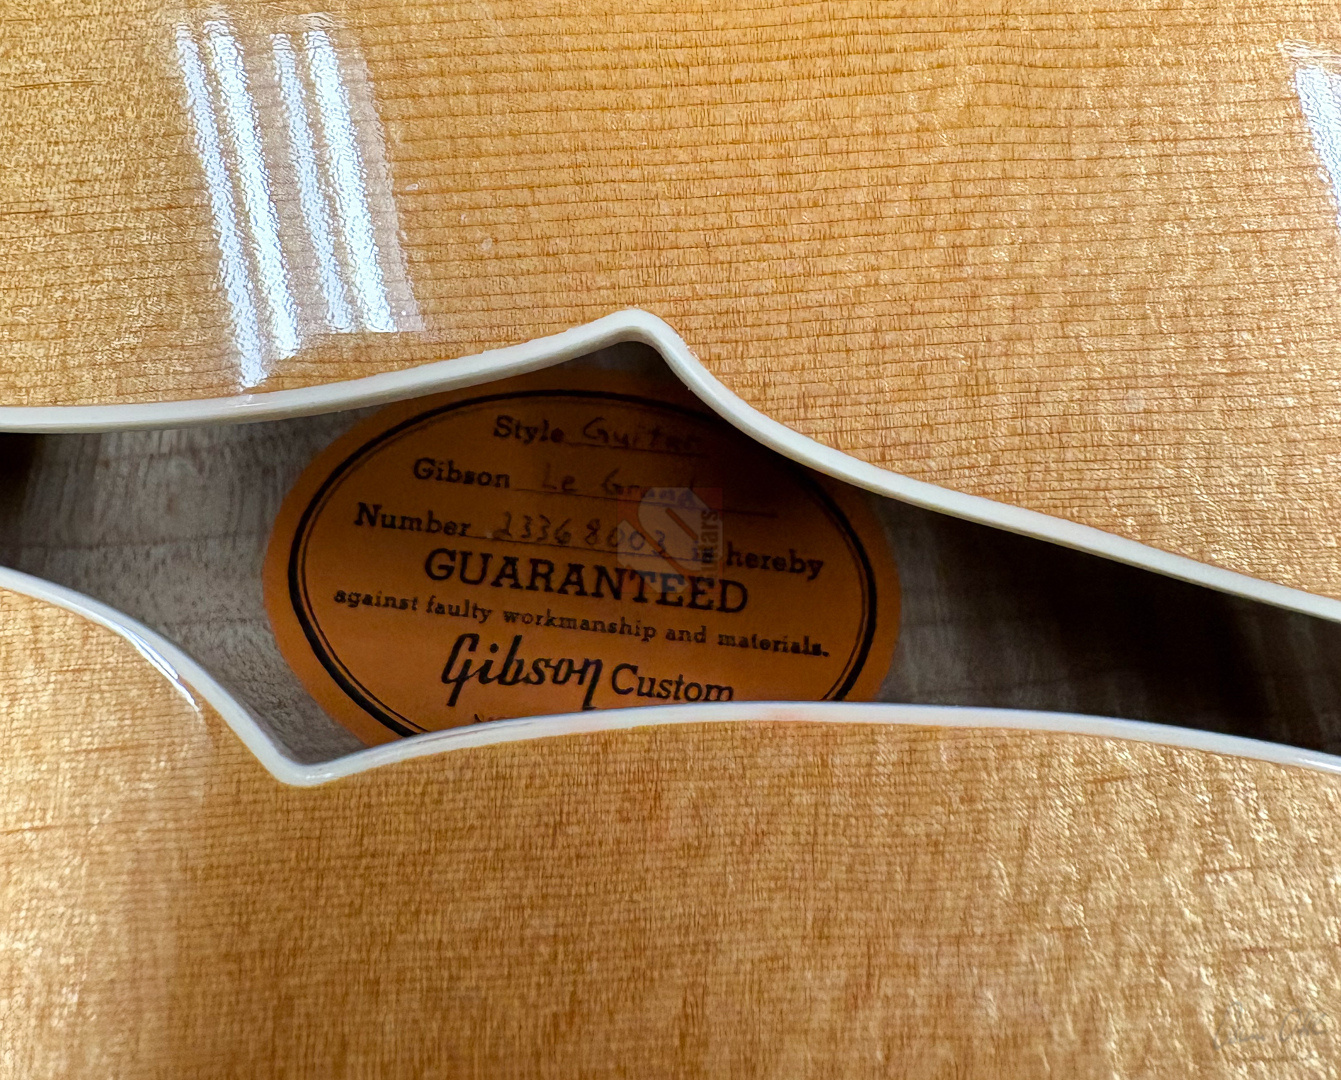 Style Guitar
Gibson Le Grand
Number 23368003 is hereby
GUARANTEED
against faulty workmanship and materials.
Gibson Custom